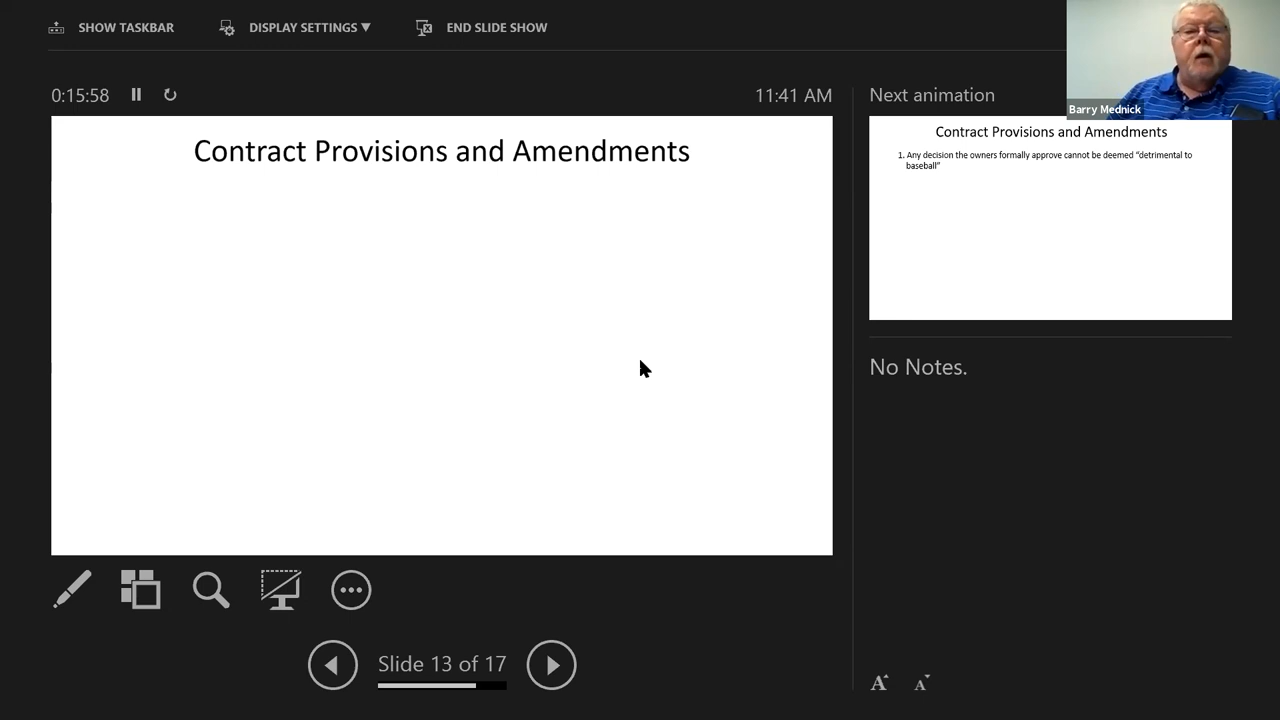 SHOW TASKBAR
DISPLAY SETTINGS ▼
END SLIDE SHOW
Barry Mednick
0:15:58
11:41 AM
Next animation
Contract Provisions and Amendments
Contract Provisions and Amendments
1. Any decision the owners formally approve cannot be deemed “detrimental to
baseball”
No Notes.
Slide 13 of 17
A A